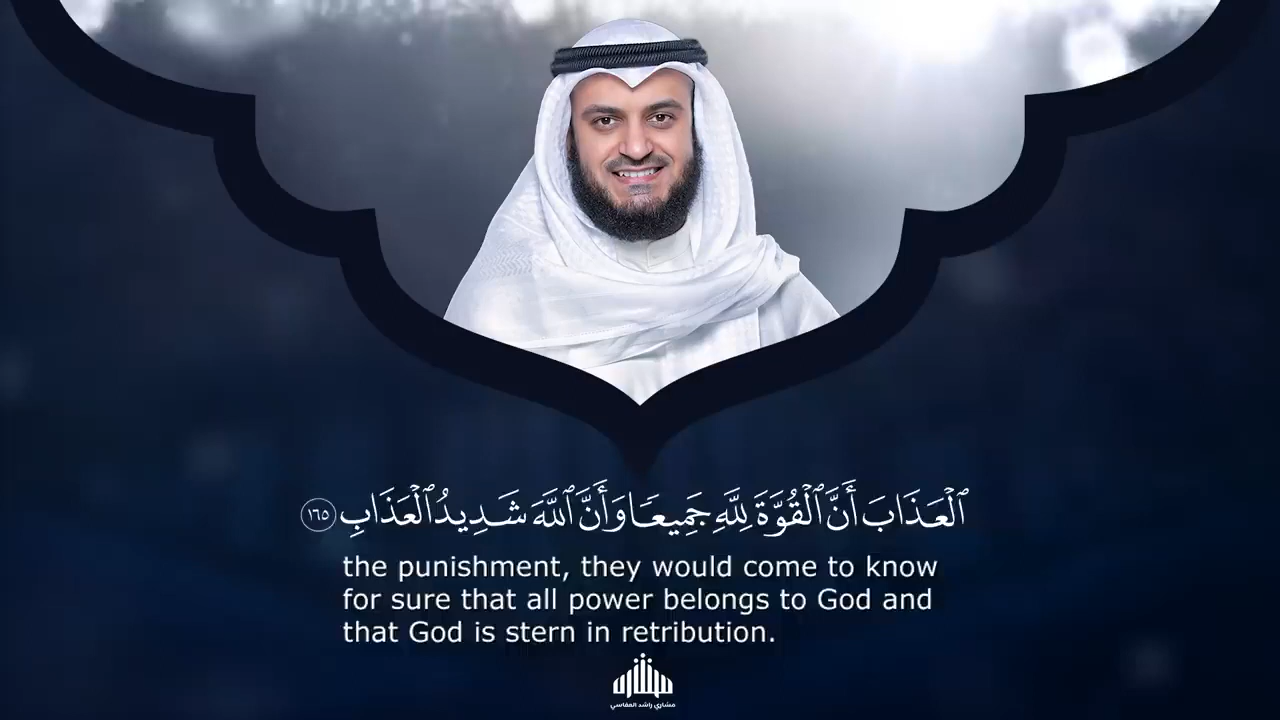 ٱلْعَذَابَ أَنَّ ٱلْقُوَّةَ لِلَّهِ جَمِيعًا وَأَنَّ ٱللَّهَ شَدِيدُ ٱلْعَذَابِ ١٦٥
the punishment, they would come to know
for sure that all power belongs to God and
that God is stern in retribution.
مشاري راشد العفاسي